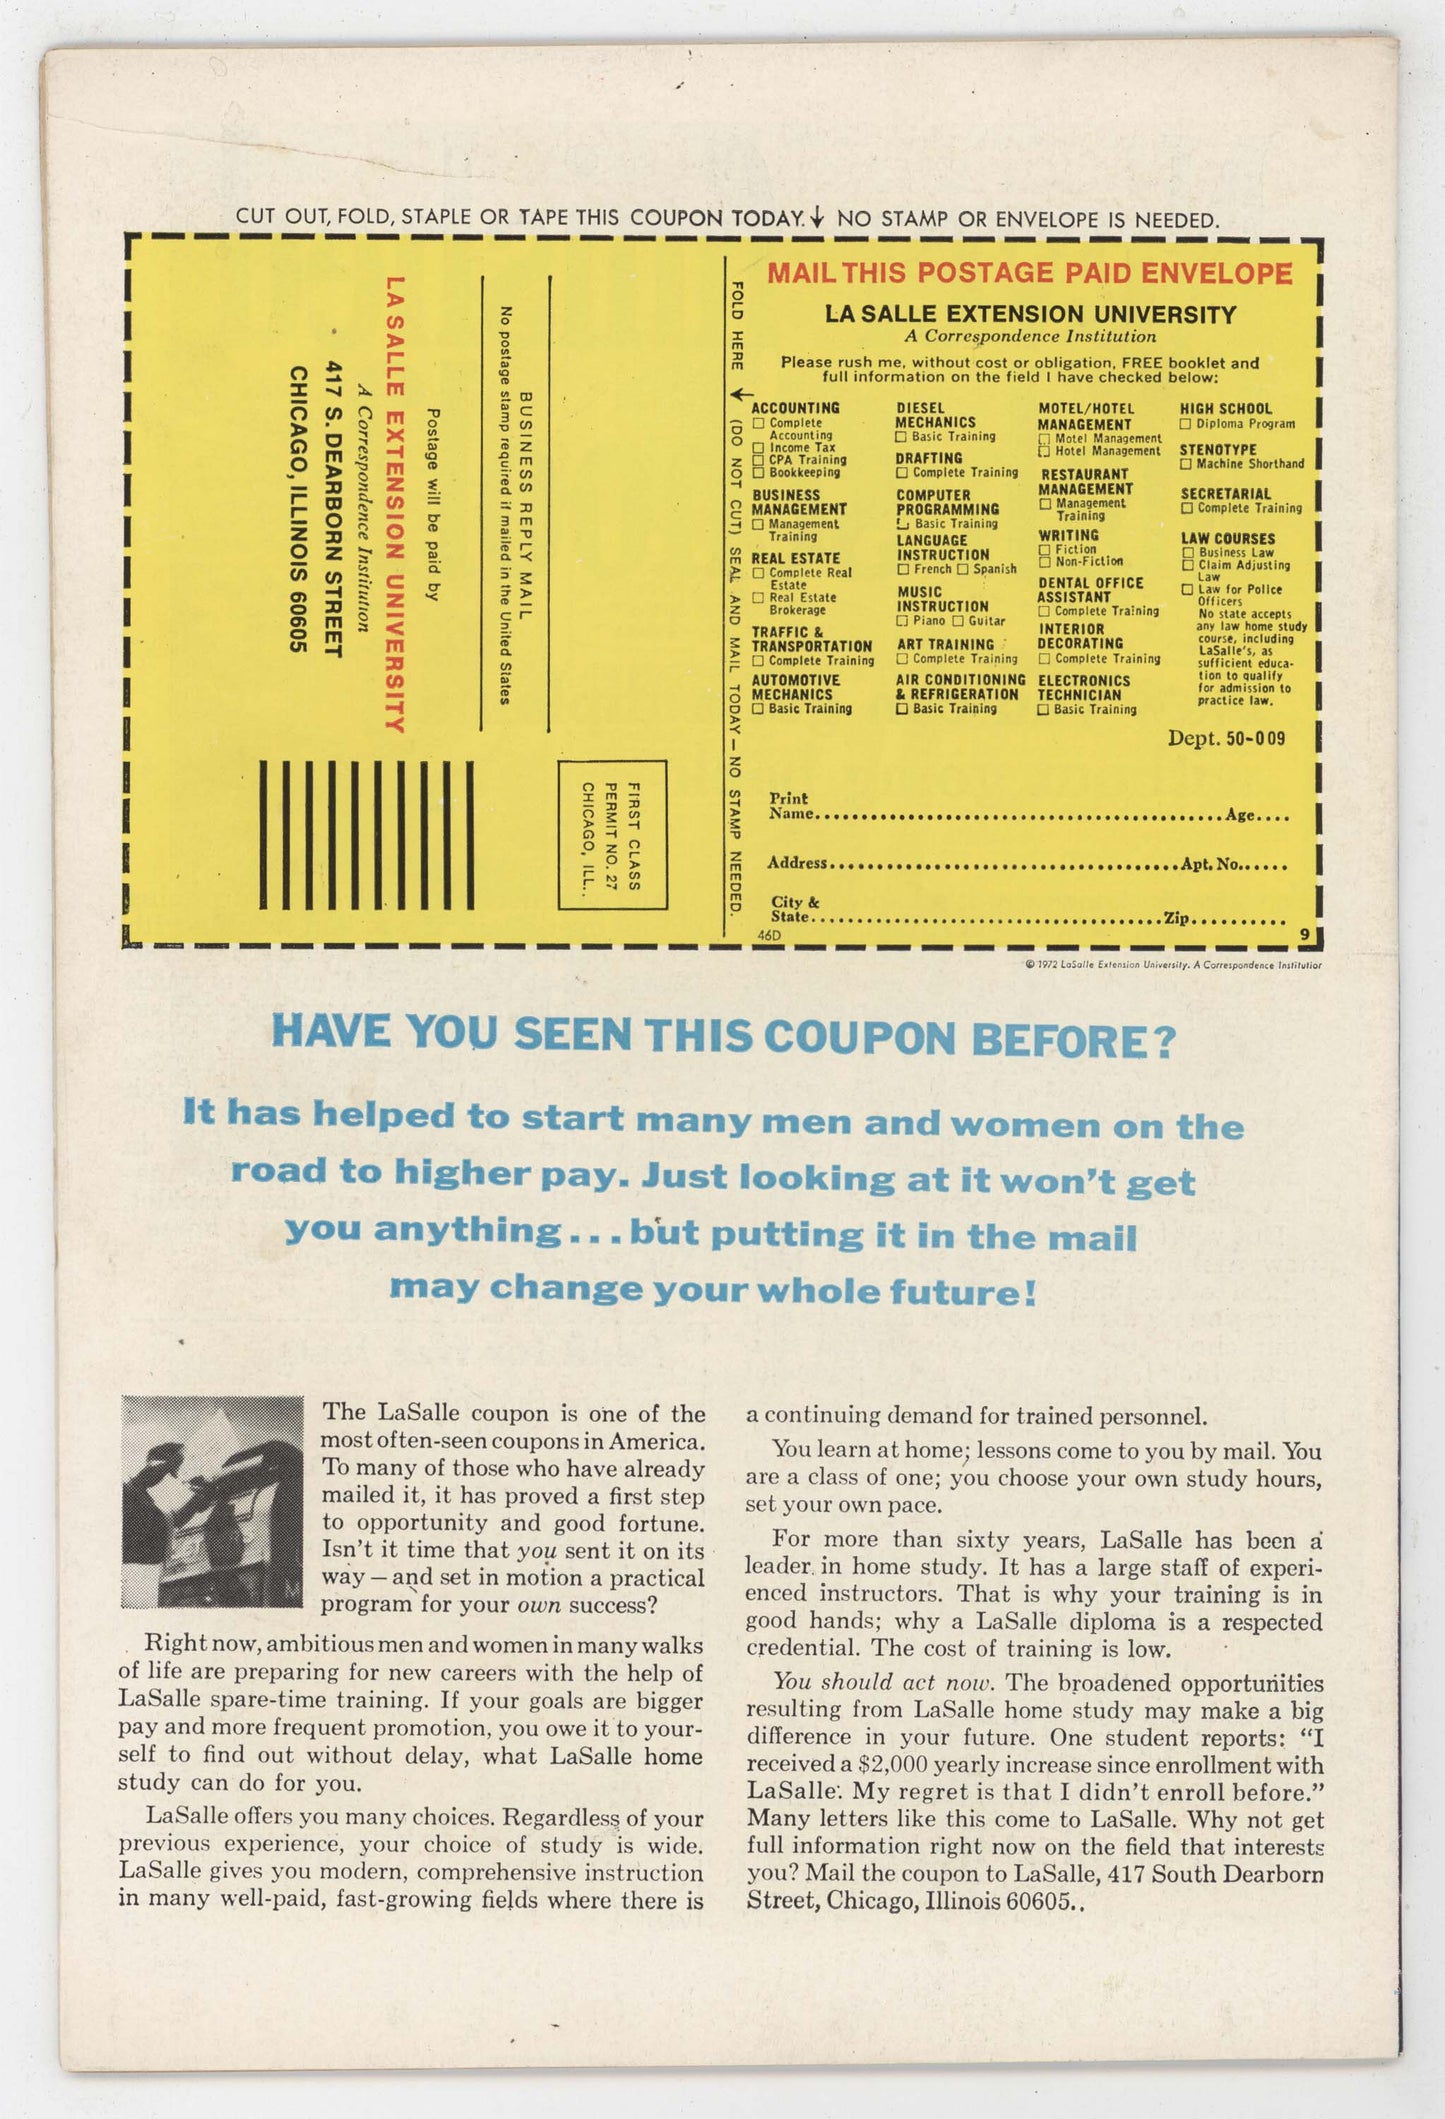 CUT OUT, FOLD, STAPLE OR TAPE THIS COUPON TODAY.↓ NO STAMP OR ENVELOPE IS NEEDED.
LA SALLE EXTENSION UNIVERSITY
A Correspondence Institution
417 S. DEARBORN STREET
CHICAGO, ILLINOIS 60605
Postage will be paid by
BUSINESS REPLY MAIL
No postage stamp required if mailed in the United States
FIRST CLASS
PERMIT NO. 27
CHICAGO, ILL..
FOLD HERE ← (DO NOT CUT) SEAL AND MAIL TODAY – NO STAMP NEEDED.
MAIL THIS POSTAGE PAID ENVELOPE
LA SALLE EXTENSION UNIVERSITY
A Correspondence Institution
Please rush me, without cost or obligation, FREE booklet and
full information on the field I have checked below:
ACCOUNTING
☐ Complete
Accounting
☐ Income Tax
☐ CPA Training
☐ Bookkeeping
BUSINESS
MANAGEMENT
☐ Management
Training
REAL ESTATE
☐ Complete Real
Estate
☐ Real Estate
Brokerage
TRAFFIC &
TRANSPORTATION
☐ Complete Training
AUTOMOTIVE
MECHANICS
☐ Basic Training
DIESEL
MECHANICS
☐ Basic Training
DRAFTING
☐ Complete Training
COMPUTER
PROGRAMMING
☐ Basic Training
LANGUAGE
INSTRUCTION
☐ French ☐ Spanish
MUSIC
INSTRUCTION
☐ Piano ☐ Guitar
ART TRAINING
☐ Complete Training
AIR CONDITIONING
& REFRIGERATION
☐ Basic Training
MOTEL/HOTEL
MANAGEMENT
☐ Motel Management
☐ Hotel Management
RESTAURANT
MANAGEMENT
☐ Management
Training
WRITING
☐ Fiction
☐ Non-Fiction
DENTAL OFFICE
ASSISTANT
☐ Complete Training
INTERIOR
DECORATING
☐ Complete Training
ELECTRONICS
TECHNICIAN
☐ Basic Training
HIGH SCHOOL
☐ Diploma Program
STENOTYPE
☐ Machine Shorthand
SECRETARIAL
☐ Complete Training
LAW COURSES
☐ Business Law
☐ Claim Adjusting
Law
☐ Law for Police
Officers
No state accepts
any law home study
course, including
LaSalle's, as
sufficient educa-
tion to qualify
for admission to
practice law.
Dept. 50-009
Print
Name..........Age....
Address..........Apt. No......
City &
State..........Zip..........
46D 9
© 1972 LaSalle Extension University. A Correspondence Institution
HAVE YOU SEEN THIS COUPON BEFORE?
It has helped to start many men and women on the
road to higher pay. Just looking at it won't get
you anything...but putting it in the mail
may change your whole future!
The LaSalle coupon is one of the
most often-seen coupons in America.
To many of those who have already
mailed it, it has proved a first step
to opportunity and good fortune.
Isn't it time that you sent it on its
way – and set in motion a practical
program for your own success?
Right now, ambitious men and women in many walks
of life are preparing for new careers with the help of
LaSalle spare-time training. If your goals are bigger
pay and more frequent promotion, you owe it to your-
self to find out without delay, what LaSalle home
study can do for you.
LaSalle offers you many choices. Regardless of your
previous experience, your choice of study is wide.
LaSalle gives you modern, comprehensive instruction
in many well-paid, fast-growing fields where there is
a continuing demand for trained personnel.
You learn at home; lessons come to you by mail. You
are a class of one; you choose your own study hours,
set your own pace.
For more than sixty years, LaSalle has been a
leader in home study. It has a large staff of experi-
enced instructors. That is why your training is in
good hands; why a LaSalle diploma is a respected
credential. The cost of training is low.
You should act now. The broadened opportunities
resulting from LaSalle home study may make a big
difference in your future. One student reports: "I
received a $2,000 yearly increase since enrollment with
LaSalle. My regret is that I didn't enroll before."
Many letters like this come to LaSalle. Why not get
full information right now on the field that interests
you? Mail the coupon to LaSalle, 417 South Dearborn
Street, Chicago, Illinois 60605..